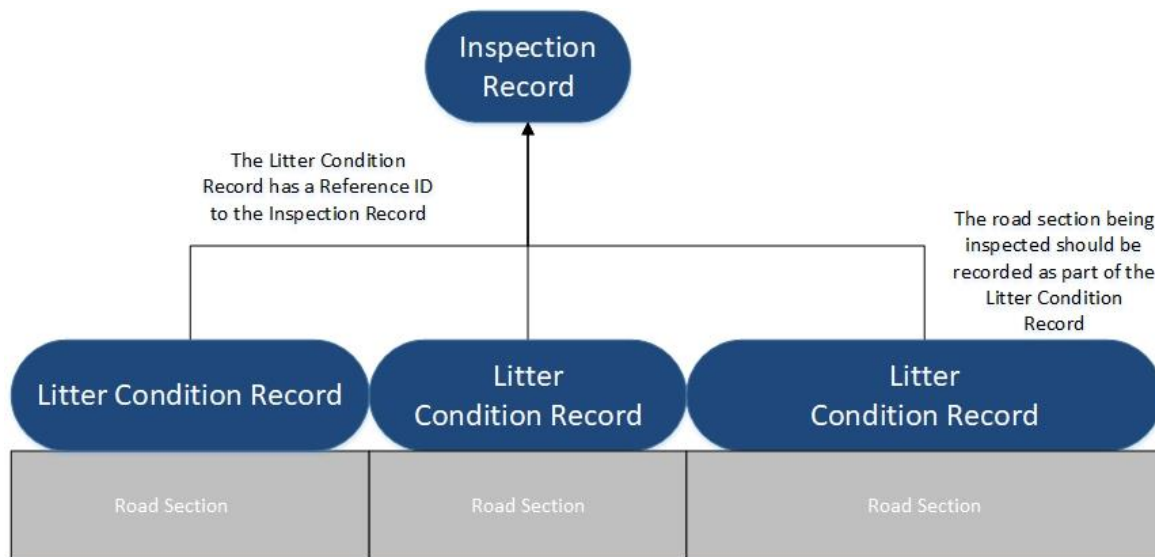 Inspection
Record
The Litter Condition
Record has a Reference ID
to the Inspection Record
The road section being
inspected should be
recorded as part of the
Litter Condition
Record
Litter Condition Record
Litter
Condition Record
Litter
Condition Record
Road Section
Road Section
Road Section